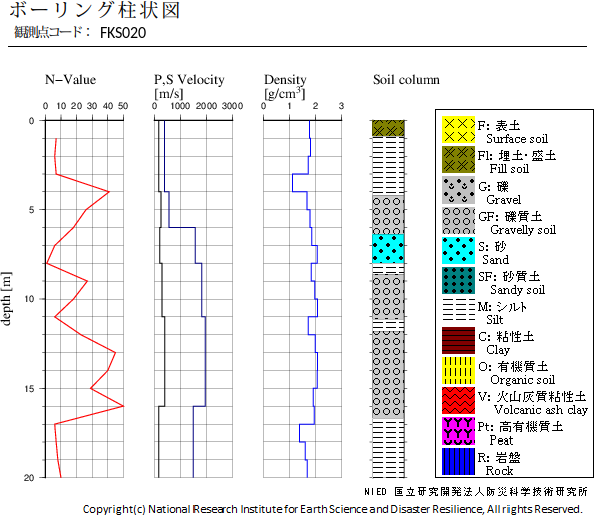 ボーリング柱状図
観測点コード： FKS020
N−Value P,S Velocity Density Soil column
[m/s] [g/cm³]
0 10 20 30 40 50 0 1000 2000 3000 0 1 2 3
0
5
10
15
20
depth [m]
F: 表土
Surface soil
Fl: 埋土・盛土
Fill soil
G: 礫
Gravel
GF: 礫質土
Gravelly soil
S: 砂
Sand
SF: 砂質土
Sandy soil
M: シルト
Silt
C: 粘性土
Clay
O: 有機質土
Organic soil
V: 火山灰質粘性土
Volcanic ash clay
Pt: 高有機質土
Peat
R: 岩盤
Rock
NIED 国立研究開発法人防災科学技術研究所
Copyright(c) National Research Institute for Earth Science and Disaster Resilience, All rights Reserved.